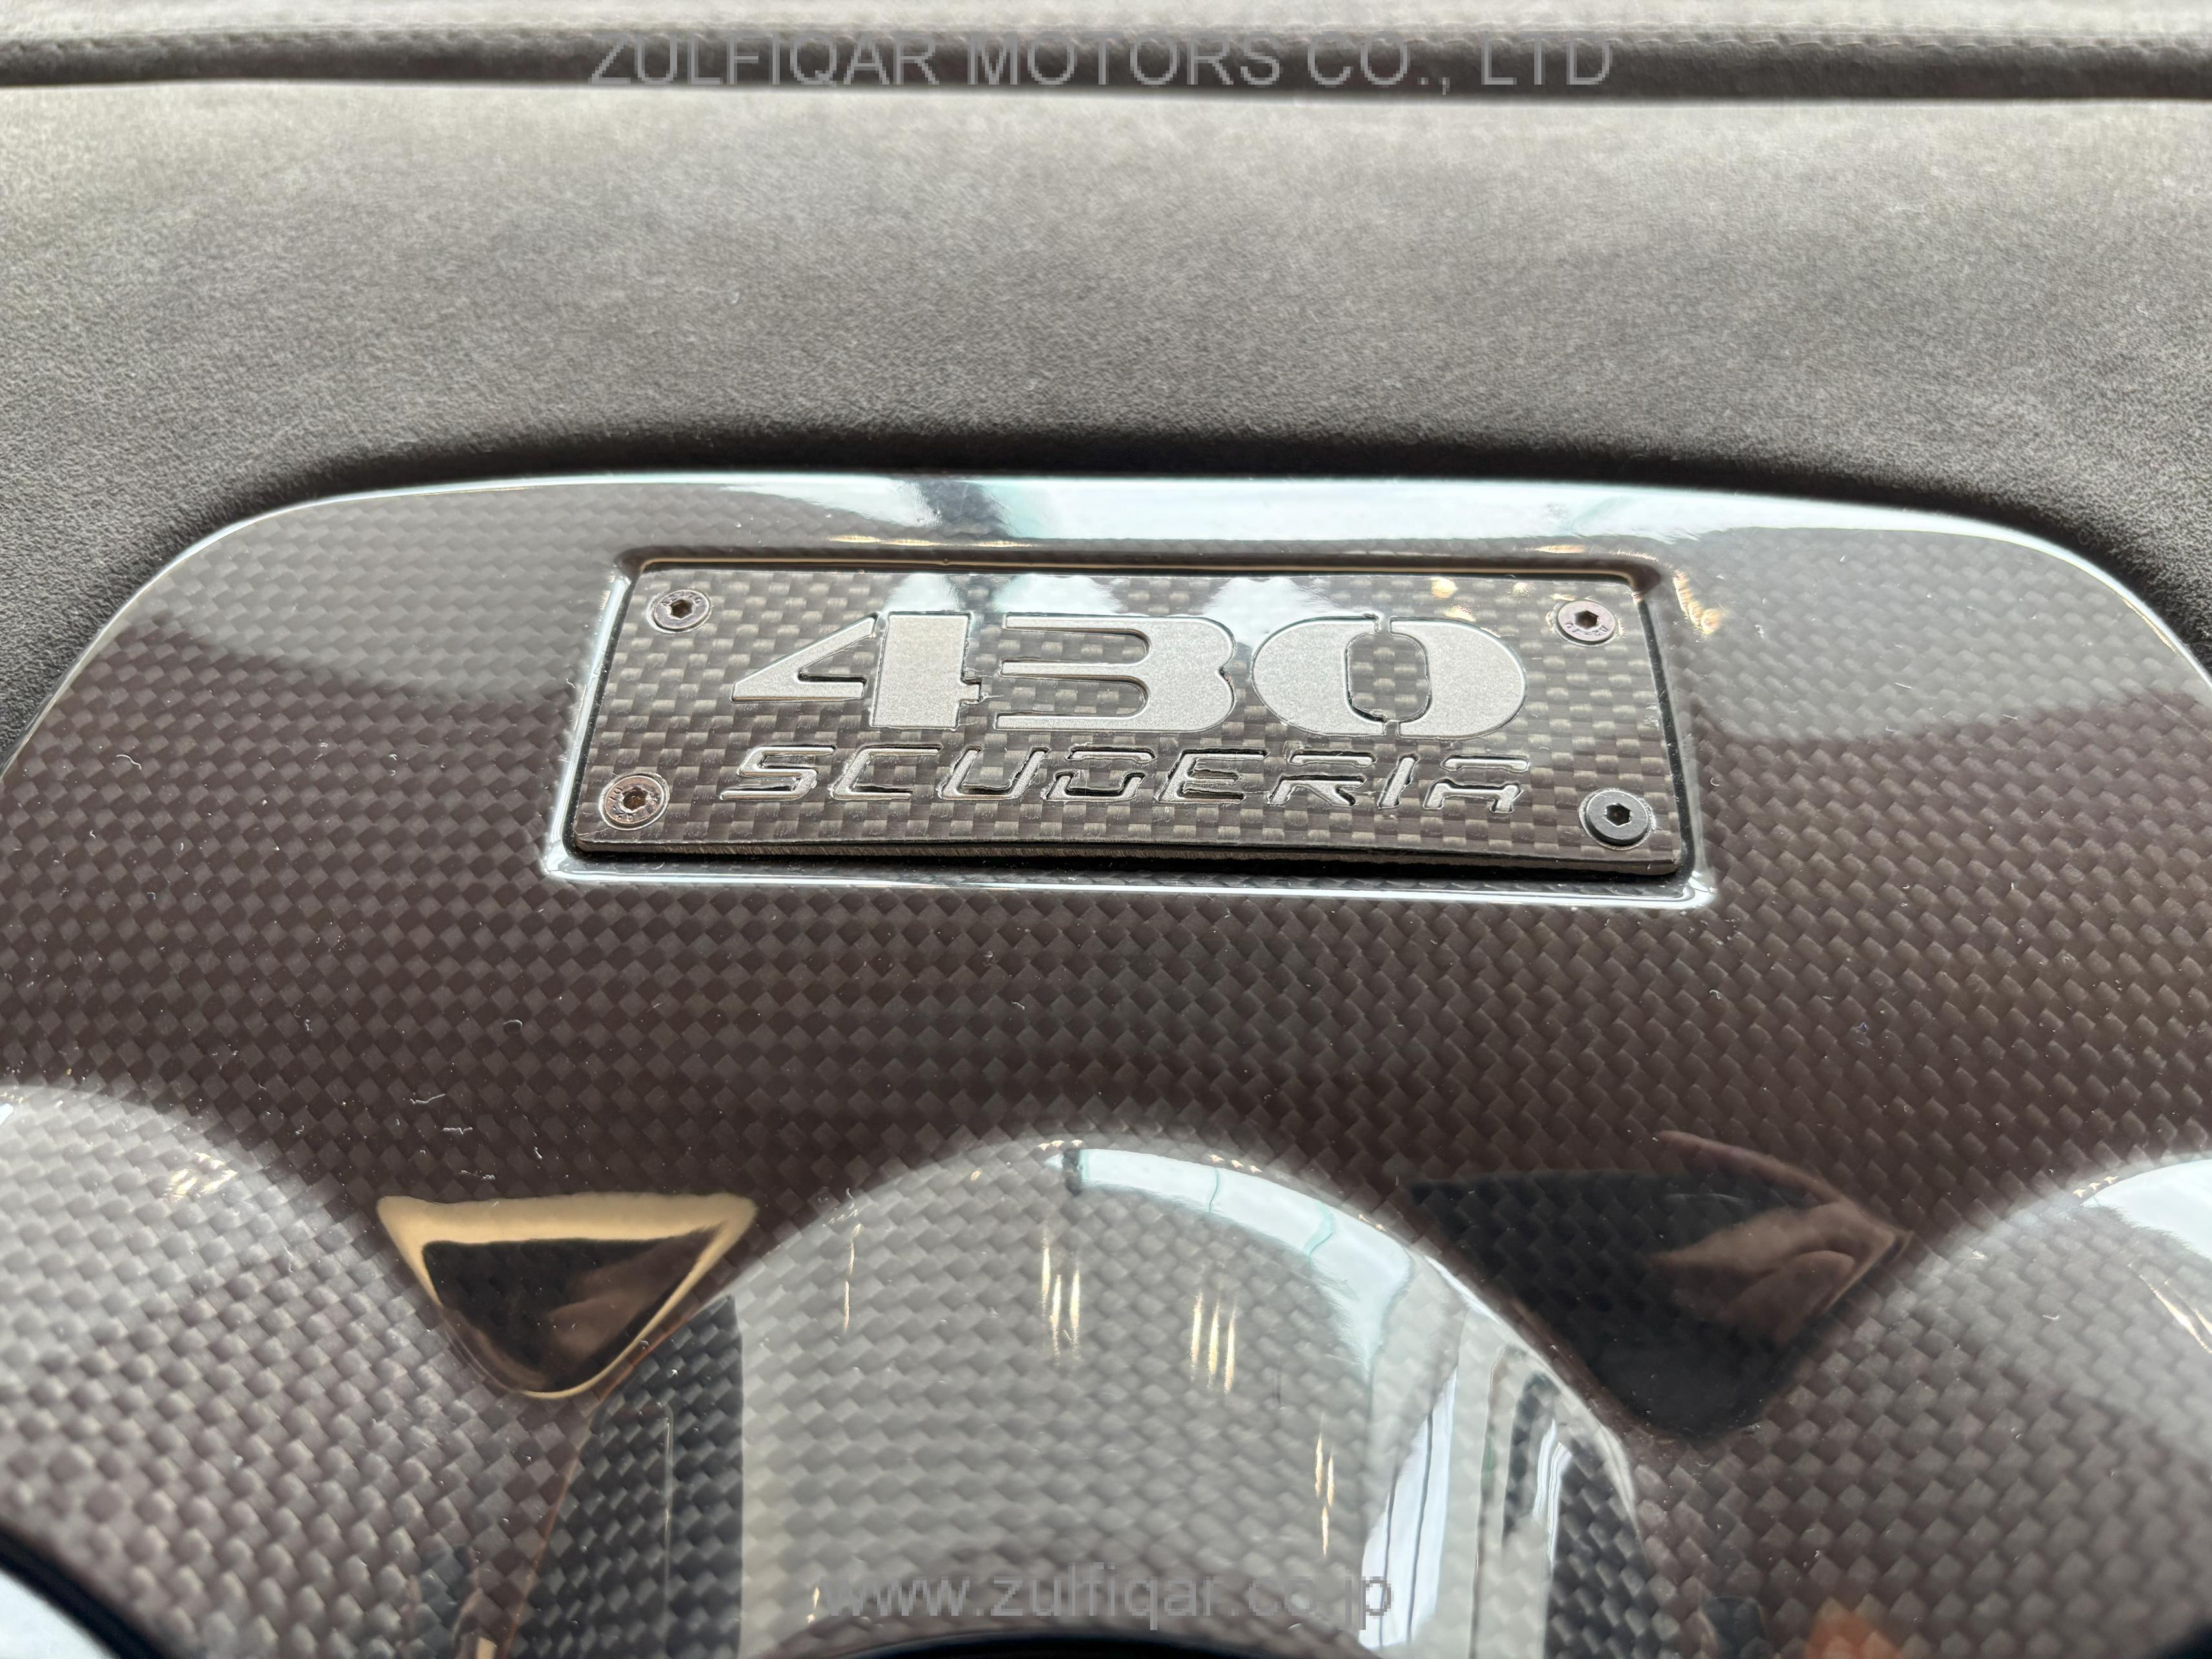 ZULFIQAR MOTORS CO., LTD
430
SCUDERIA
www.zulfiqar.co.jp